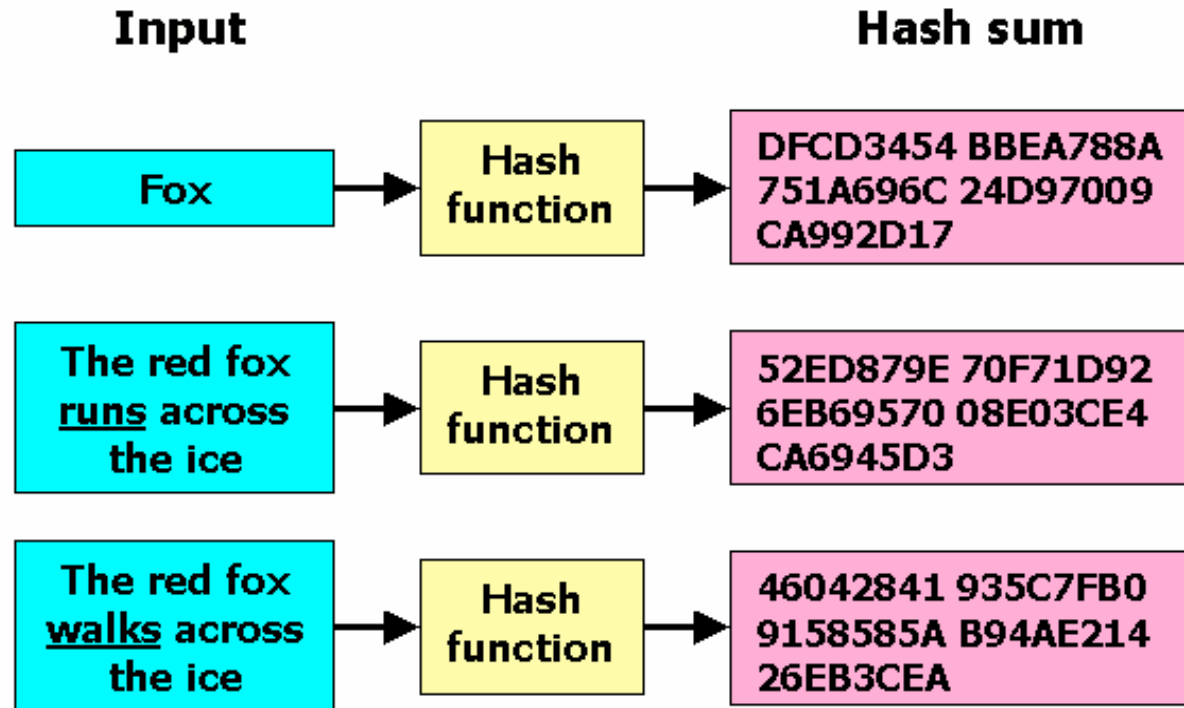 Input
Hash sum
Fox
Hash
function
DFCD3454 BBEA788A
751A696C 24D97009
CA992D17
The red fox
runs across
the ice
Hash
function
52ED879E 70F71D92
6EB69570 08E03CE4
CA6945D3
The red fox
walks across
the ice
Hash
function
46042841 935C7FB0
9158585A B94AE214
26EB3CEA